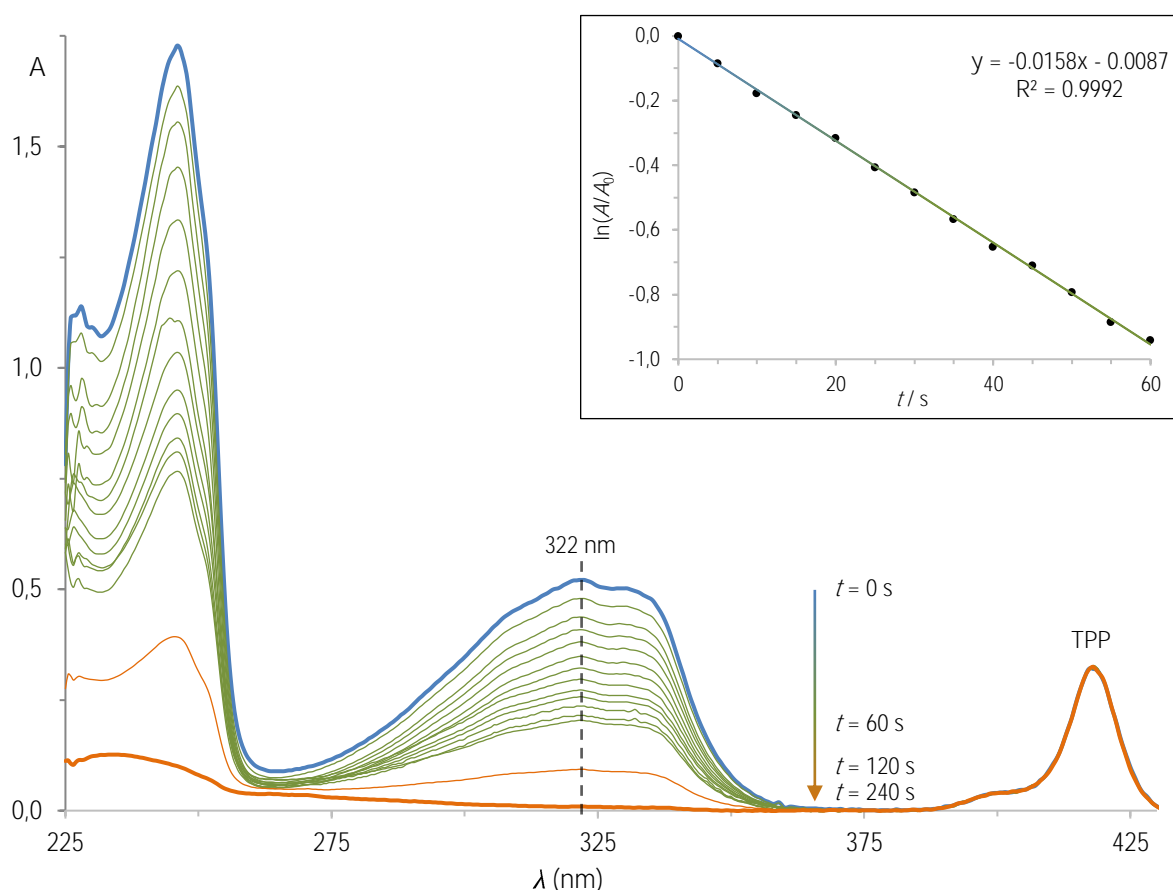 A
1,5
1,0
0,5
0,0
225
275
325
375
425
λ (nm)
322 nm
t = 0 s
t = 60 s
t = 120 s
t = 240 s
TPP
0,0
-0,2
-0,4
-0,6
-0,8
-1,0
ln(A/A₀)
0
20
40
60
t / s
y = -0.0158x - 0.0087
R² = 0.9992